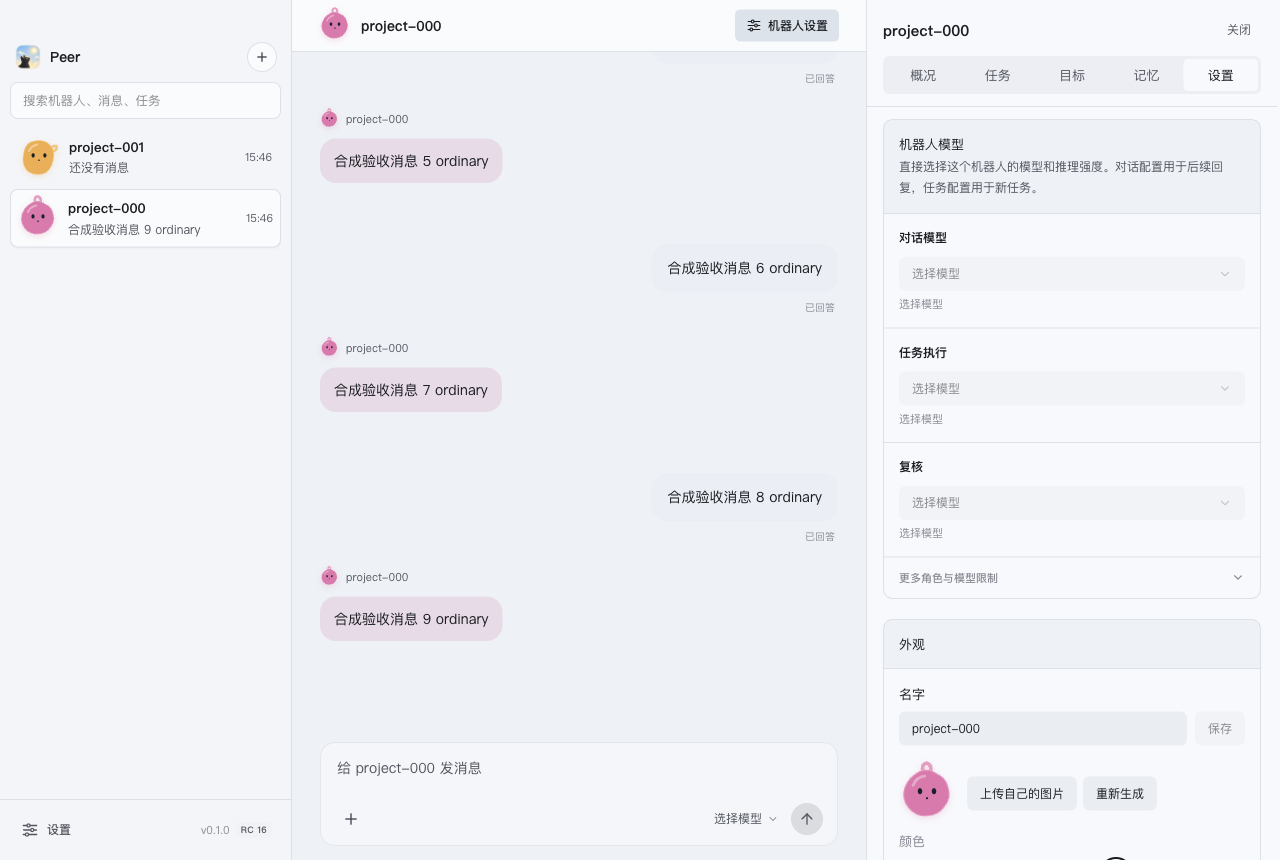 Peer
搜索机器人、消息、任务
project-001
还没有消息
15:46
project-000
合成验收消息 9 ordinary
15:46
设置
v0.1.0
RC 16
project-000
机器人设置
已回答
project-000
合成验收消息 5 ordinary
合成验收消息 6 ordinary
已回答
project-000
合成验收消息 7 ordinary
合成验收消息 8 ordinary
已回答
project-000
合成验收消息 9 ordinary
给 project-000 发消息
选择模型
project-000
关闭
概况
任务
目标
记忆
设置
机器人模型
直接选择这个机器人的模型和推理强度。对话配置用于后续回
复，任务配置用于新任务。
对话模型
选择模型
选择模型
任务执行
选择模型
选择模型
复核
选择模型
选择模型
更多角色与模型限制
外观
名字
project-000
保存
上传自己的图片
重新生成
颜色